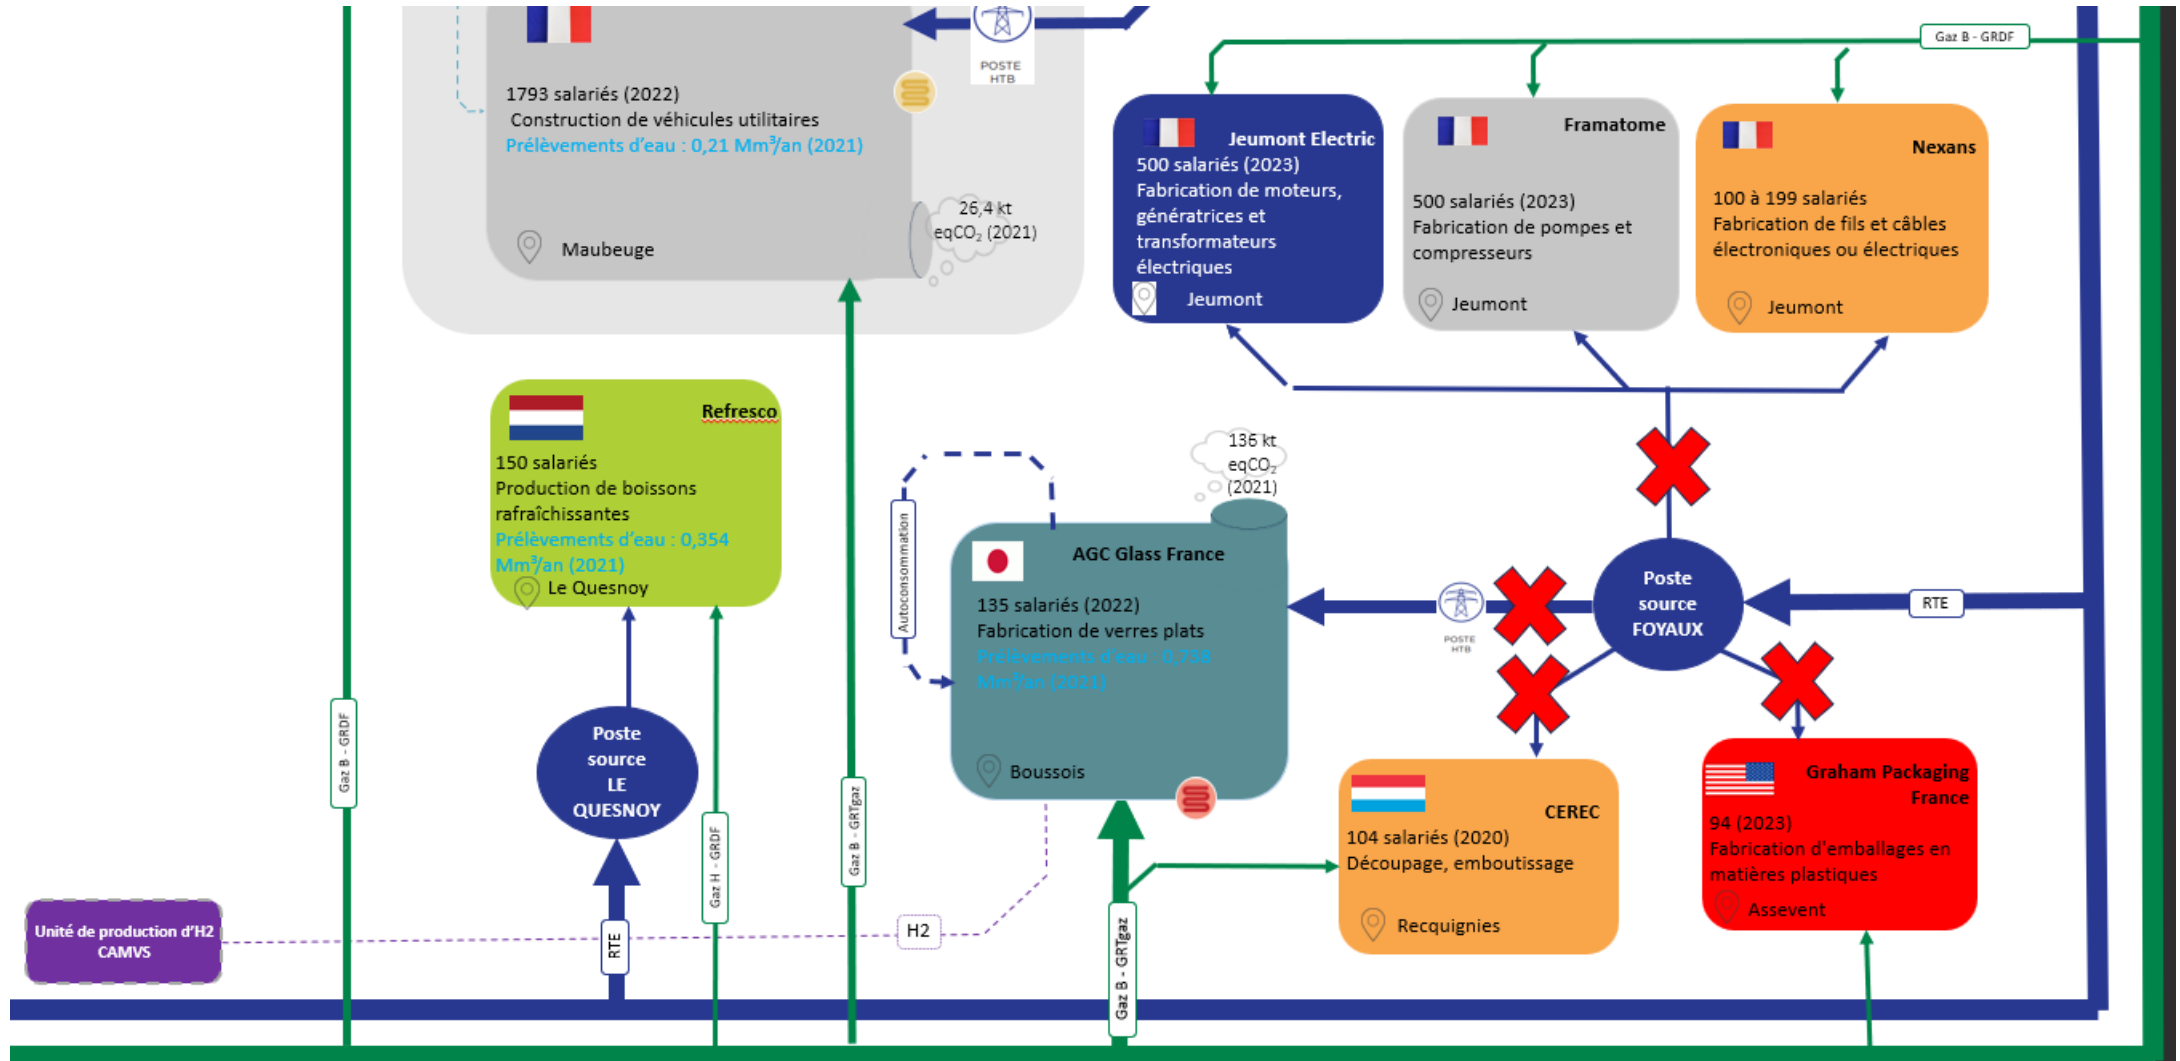 POSTE
HTB
Gaz B - GRDF
1793 salariés (2022)
Construction de véhicules utilitaires
Prélèvements d'eau : 0,21 Mm³/an (2021)
26,4 kt
eqCO₂ (2021)
Maubeuge
Jeumont Electric
500 salariés (2023)
Fabrication de moteurs,
génératrices et
transformateurs
électriques
Jeumont
Framatome
500 salariés (2023)
Fabrication de pompes et
compresseurs
Jeumont
Nexans
100 à 199 salariés
Fabrication de fils et câbles
électroniques ou électriques
Jeumont
Refresco
150 salariés
Production de boissons
rafraîchissantes
Prélèvements d'eau : 0,354
Mm³/an (2021)
Le Quesnoy
136 kt
eqCO₂
(2021)
Autoconsommation
AGC Glass France
135 salariés (2022)
Fabrication de verres plats
Prélèvements d'eau : 0,738
Mm³/an (2021)
Boussois
POSTE
HTB
Poste
source
FOYAUX
RTE
Poste
source
LE
QUESNOY
Gaz B - GRDF
Gaz H - GRDF
Gaz B - GRTgaz
CEREC
104 salariés (2020)
Découpage, emboutissage
Recquignies
Graham Packaging
France
94 (2023)
Fabrication d'emballages en
matières plastiques
Assevent
Unité de production d'H2
CAMVS
RTE
H2
Gaz B - GRTgaz